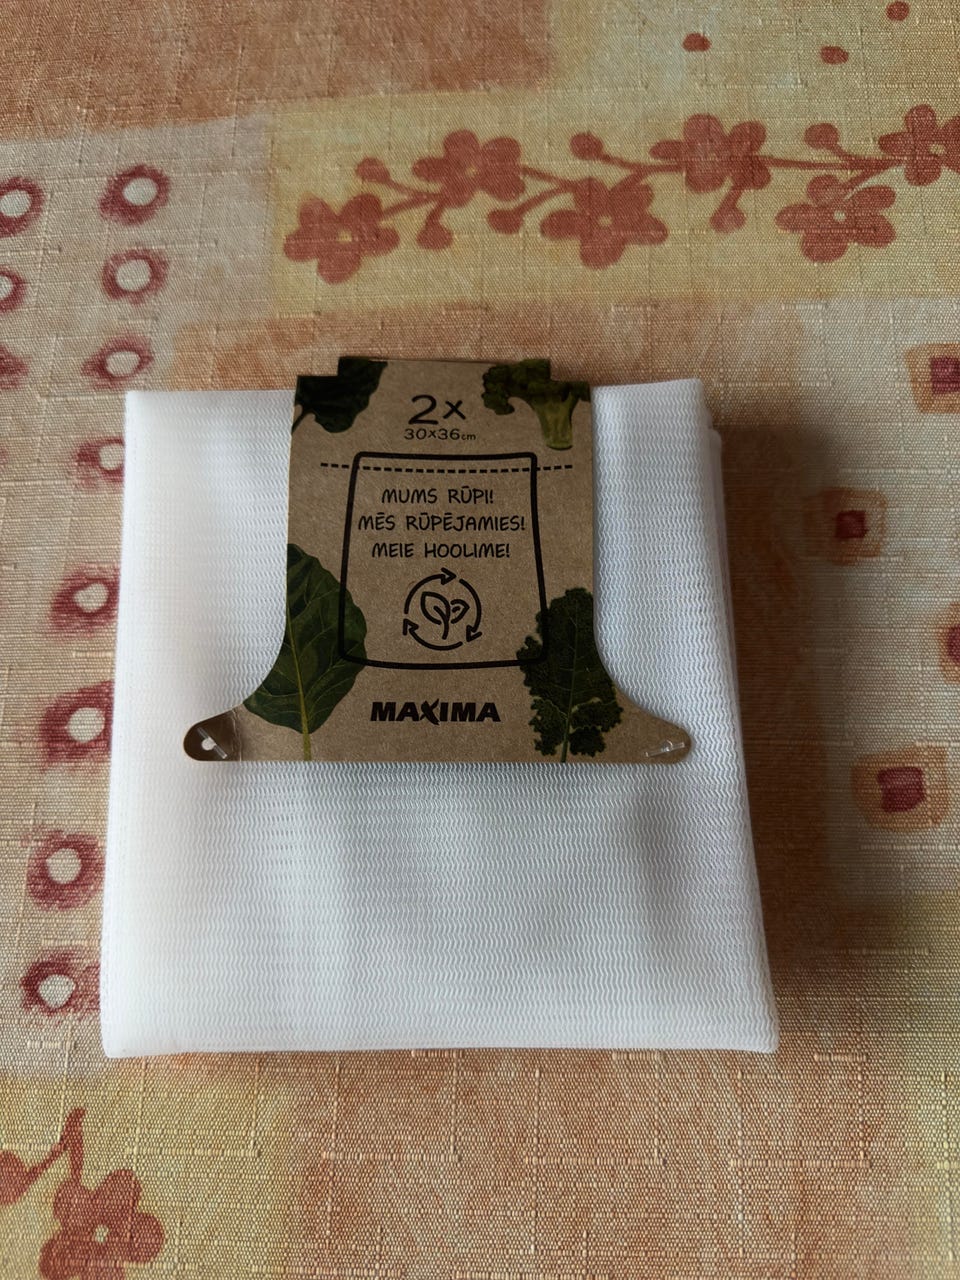 2x
30x36cm
MUMS RŪPI!
MĒS RŪPĒJAMIES!
MEIE HOOLIME!
MAXIMA